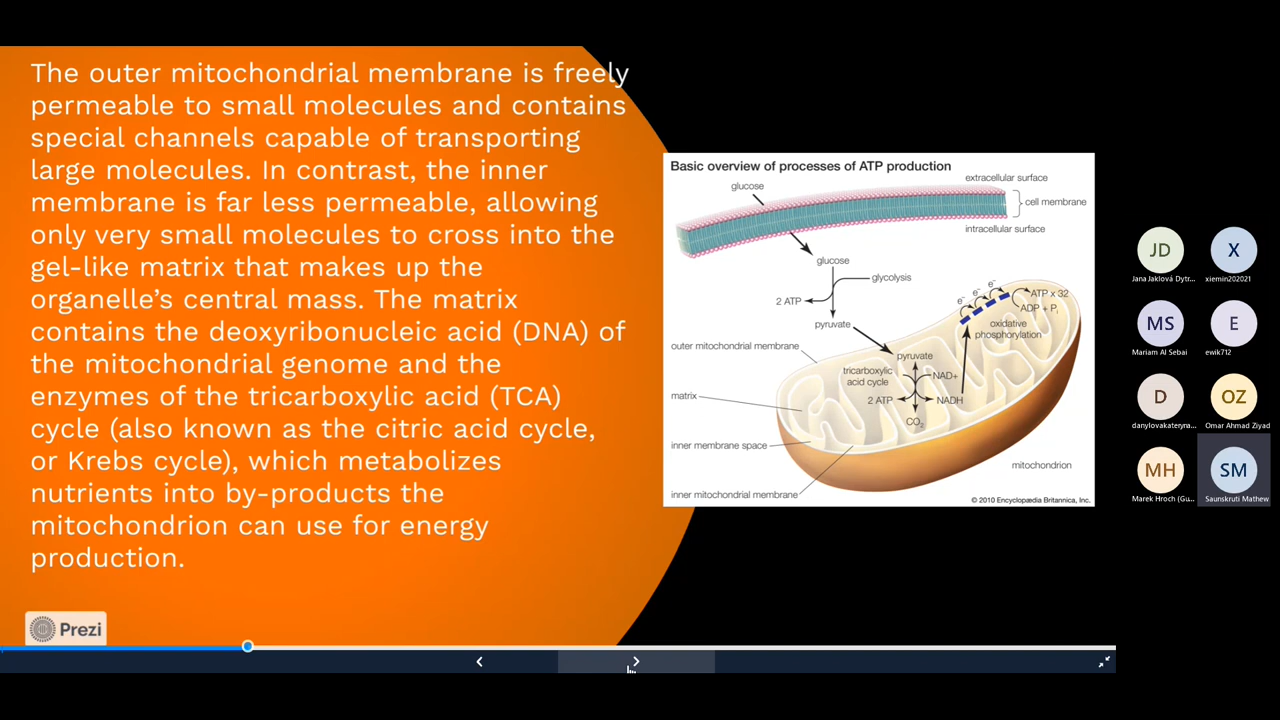 The outer mitochondrial membrane is freely
permeable to small molecules and contains
special channels capable of transporting
large molecules. In contrast, the inner
membrane is far less permeable, allowing
only very small molecules to cross into the
gel-like matrix that makes up the
organelle’s central mass. The matrix
contains the deoxyribonucleic acid (DNA) of
the mitochondrial genome and the
enzymes of the tricarboxylic acid (TCA)
cycle (also known as the citric acid cycle,
or Krebs cycle), which metabolizes
nutrients into by-products the
mitochondrion can use for energy
production.
Prezi
Basic overview of processes of ATP production
glucose
extracellular surface
cell membrane
intracellular surface
glucose
glycolysis
2 ATP
pyruvate
e-
e-
e-
ATP x 32
ADP + Pi
oxidative
phosphorylation
outer mitochondrial membrane
pyruvate
tricarboxylic
acid cycle
NAD+
matrix
2 ATP
NADH
CO2
inner membrane space
mitochondrion
inner mitochondrial membrane
© 2010 Encyclopædia Britannica, Inc.
JD
Jana Jaklová Dytr...
X
xiemin202021
MS
Mariam Al Sebai
E
ewik712
D
danylovakateryna...
OZ
Omar Ahmad Ziyad
MH
Marek Hroch (Gu...
SM
Saunskruti Mathew